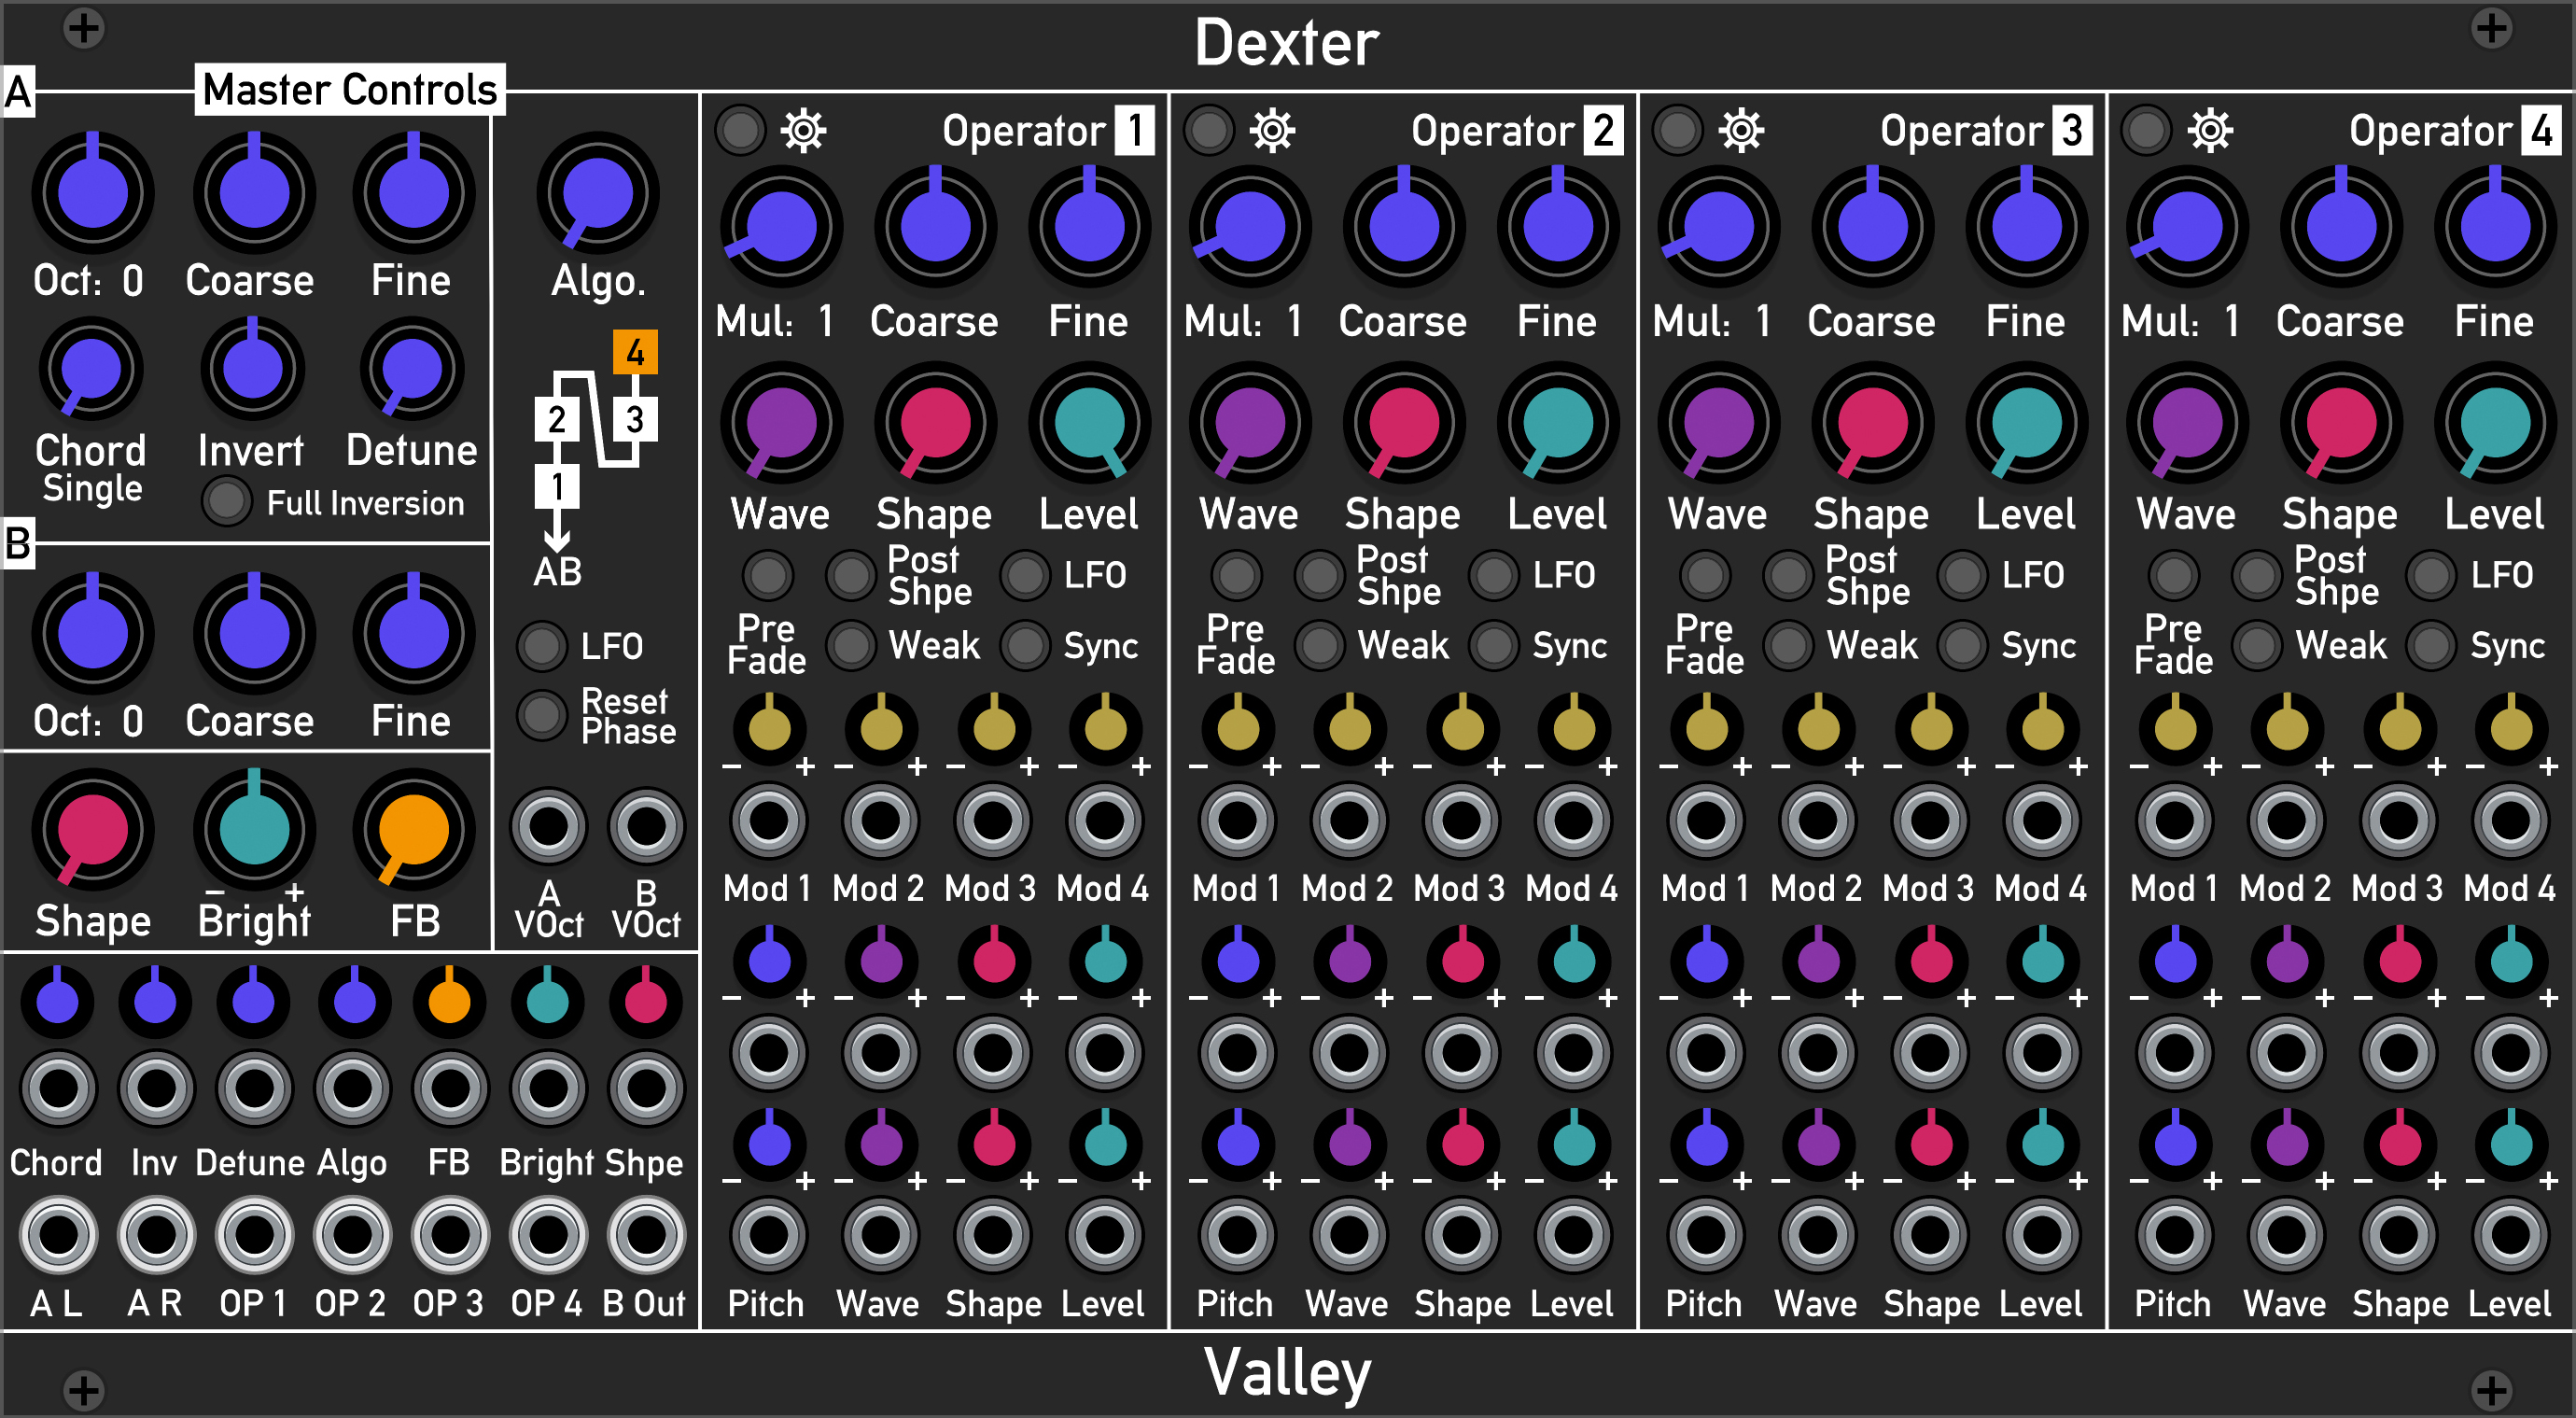 Dexter
A
Master Controls
Oct: 0 Coarse Fine
Chord Invert Detune
Single
Full Inversion
B
Oct: 0 Coarse Fine
Shape − Bright + FB
Algo.
4
2 3
1
AB
LFO
Reset
Phase
A B
VOct VOct
Chord Inv Detune Algo FB Bright Shpe
A L A R OP 1 OP 2 OP 3 OP 4 B Out
Operator 1
Mul: 1 Coarse Fine
Wave Shape Level
Post
Shpe
LFO
Pre
Fade
Weak Sync
− + − + − + − +
Mod 1 Mod 2 Mod 3 Mod 4
− + − + − + − +
− + − + − + − +
Pitch Wave Shape Level
Operator 2
Mul: 1 Coarse Fine
Wave Shape Level
Post
Shpe
LFO
Pre
Fade
Weak Sync
− + − + − + − +
Mod 1 Mod 2 Mod 3 Mod 4
− + − + − + − +
− + − + − + − +
Pitch Wave Shape Level
Operator 3
Mul: 1 Coarse Fine
Wave Shape Level
Post
Shpe
LFO
Pre
Fade
Weak Sync
− + − + − + − +
Mod 1 Mod 2 Mod 3 Mod 4
− + − + − + − +
− + − + − + − +
Pitch Wave Shape Level
Operator 4
Mul: 1 Coarse Fine
Wave Shape Level
Post
Shpe
LFO
Pre
Fade
Weak Sync
− + − + − + − +
Mod 1 Mod 2 Mod 3 Mod 4
− + − + − + − +
− + − + − + − +
Pitch Wave Shape Level
Valley